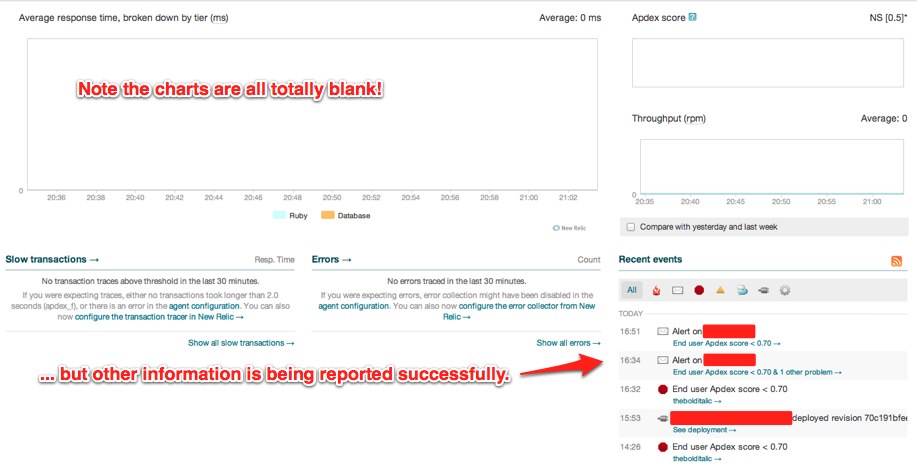 Average response time, broken down by tier (ms)
Average: 0 ms
Apdex score ?
NS [0.5]*
Note the charts are all totally blank!
Throughput (rpm)
Average: 0
0
20:36 20:38 20:40 20:42 20:44 20:46 20:48 20:50 20:52 20:54 20:56 20:58 21:00 21:02
0
20:35 20:40 20:45 20:50 20:55 21:00
Ruby Database
New Relic
Compare with yesterday and last week
Slow transactions →
Resp. Time
No transaction traces above threshold in the last 30 minutes.
If you were expecting traces, either no transactions took longer than 2.0
seconds (apdex_f), or there is an error in the agent configuration. You can also
now configure the transaction tracer in New Relic →
Show all slow transactions →
Errors →
Count
No errors traced in the last 30 minutes.
If you were expecting errors, error collection might have been disabled in the
agent configuration. You can also now configure the error collector from New
Relic →
Show all errors →
... but other information is being reported successfully.
Recent events
All
TODAY
16:51 Alert on
End user Apdex score < 0.70 →
16:34 Alert on
End user Apdex score < 0.70 & 1 other problem →
16:32 End user Apdex score < 0.70
thebolditalic →
15:53 deployed revision 70c191bfee
See deployment →
14:26 End user Apdex score < 0.70
thebolditalic →